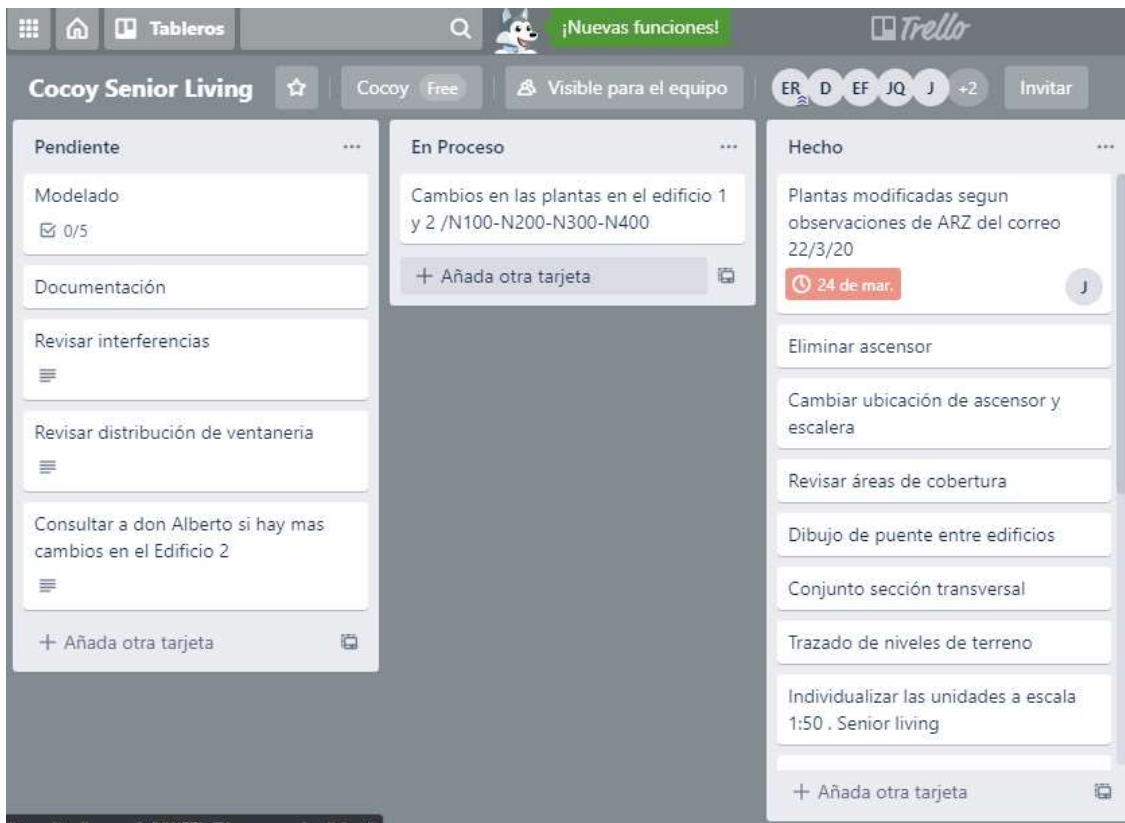 Tableros
¡Nuevas funciones!
Trello
Cocoy Senior Living
Cocoy Free
Visible para el equipo
ER D EF JQ J +2
Invitar
Pendiente
Modelado
0/5
Documentación
Revisar interferencias
Revisar distribución de ventaneria
Consultar a don Alberto si hay mas
cambios en el Edificio 2
+ Añada otra tarjeta
En Proceso
Cambios en las plantas en el edificio 1
y 2 /N100-N200-N300-N400
+ Añada otra tarjeta
Hecho
Plantas modificadas segun
observaciones de ARZ del correo
22/3/20
24 de mar.
J
Eliminar ascensor
Cambiar ubicación de ascensor y
escalera
Revisar áreas de cobertura
Dibujo de puente entre edificios
Conjunto sección transversal
Trazado de niveles de terreno
Individualizar las unidades a escala
1:50 . Senior living
+ Añada otra tarjeta